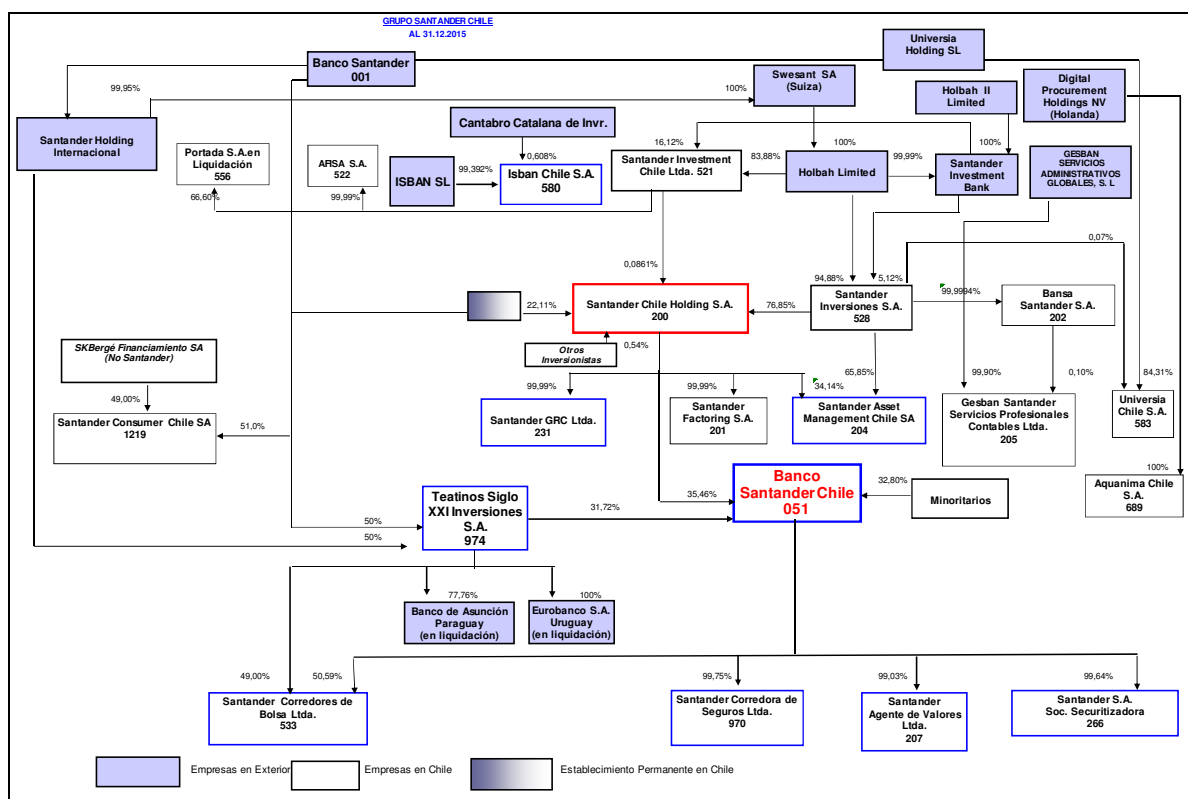 GRUPO SANTANDER CHILE
AL 31.12.2015
Universia
Holding SL
Banco Santander
001
Swesant SA
(Suiza)
Holbah II
Limited
Digital
Procurement
Holdings NV
(Holanda)
99,95%
100%
Santander Holding
Internacional
Cantabro Catalana de Invr.
Portada S.A.en
Liquidación
556
66,60%
AFISA S.A.
522
99,99%
ISBAN SL
99,392%
0,608%
Isban Chile S.A.
580
16,12%
Santander Investment
Chile Ltda. 521
83,88%
100%
Holbah Limited
99,99%
100%
Santander
Investment
Bank
GESBAN
SERVICIOS
ADMINISTRATIVOS
GLOBALES, S. L
0,07%
0,0861%
94,88%
5,12%
99,9994%
22,11%
Santander Chile Holding S.A.
200
76,85%
Santander
Inversiones S.A.
528
Bansa
Santander S.A.
202
Otros
Inversionistas
0,54%
SKBergé Financiamiento SA
(No Santander)
49,00%
Santander Consumer Chile SA
1219
51,0%
99,99%
Santander GRC Ltda.
231
99,99%
Santander
Factoring S.A.
201
34,14%
65,85%
Santander Asset
Management Chile SA
204
99,90%
0,10%
Gesban Santander
Servicios Profesionales
Contables Ltda.
205
84,31%
Universia
Chile S.A.
583
100%
Aquanima Chile
S.A.
689
50%
50%
Teatinos Siglo
XXI Inversiones
S.A.
974
31,72%
35,46%
Banco
Santander Chile
051
32,80%
Minoritarios
77,76%
Banco de Asunción
Paraguay
(en liquidación)
100%
Eurobanco S.A.
Uruguay
(en liquidación)
49,00%
50,59%
Santander Corredores de
Bolsa Ltda.
533
99,75%
Santander Corredora de
Seguros Ltda.
970
99,03%
Santander
Agente de Valores
Ltda.
207
99,64%
Santander S.A.
Soc. Securitizadora
266
Empresas en Exterior
Empresas en Chile
Establecimiento Permanente en Chile